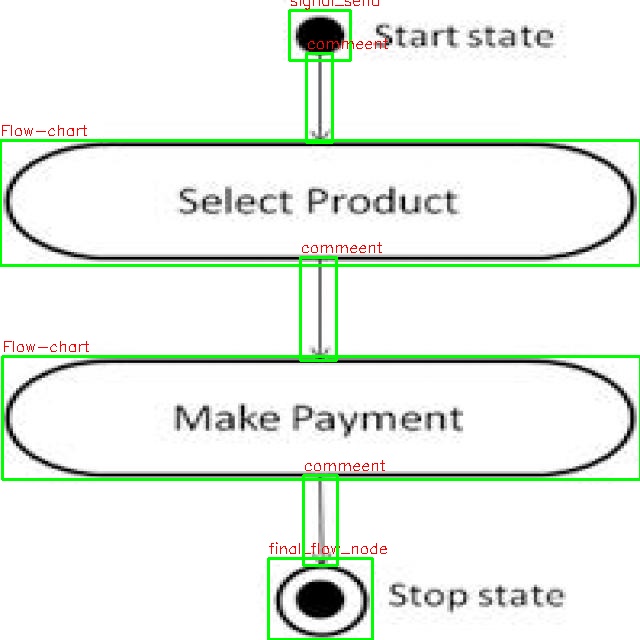 signal_send
Start state
commeent
Flow-chart
Select Product
commeent
Flow-chart
Make Payment
commeent
final_flow_node
Stop state